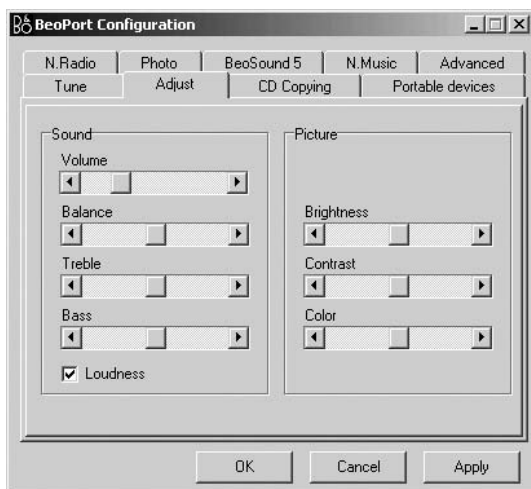 B&O BeoPort Configuration
N.Radio Photo BeoSound 5 N.Music Advanced
Tune Adjust CD Copying Portable devices
Sound
Volume
Balance
Treble
Bass
Loudness
Picture
Brightness
Contrast
Color
OK Cancel Apply